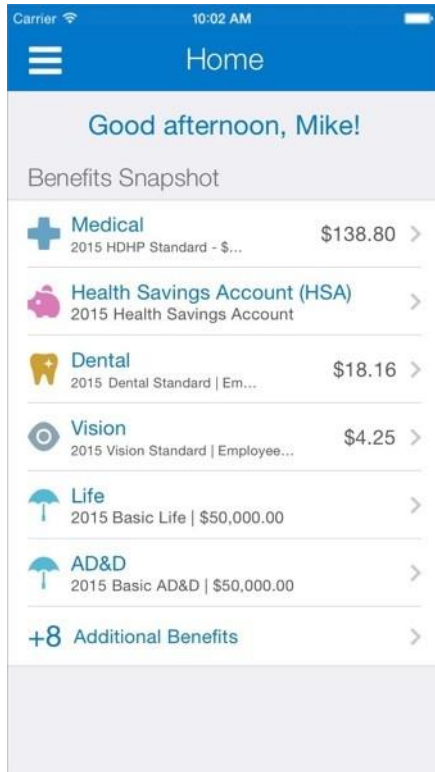 Carrier 10:02 AM
Home
Good afternoon, Mike!
Benefits Snapshot
Medical
2015 HDHP Standard - $...
$138.80
Health Savings Account (HSA)
2015 Health Savings Account
Dental
2015 Dental Standard | Em...
$18.16
Vision
2015 Vision Standard | Employee...
$4.25
Life
2015 Basic Life | $50,000.00
AD&D
2015 Basic AD&D | $50,000.00
+8 Additional Benefits